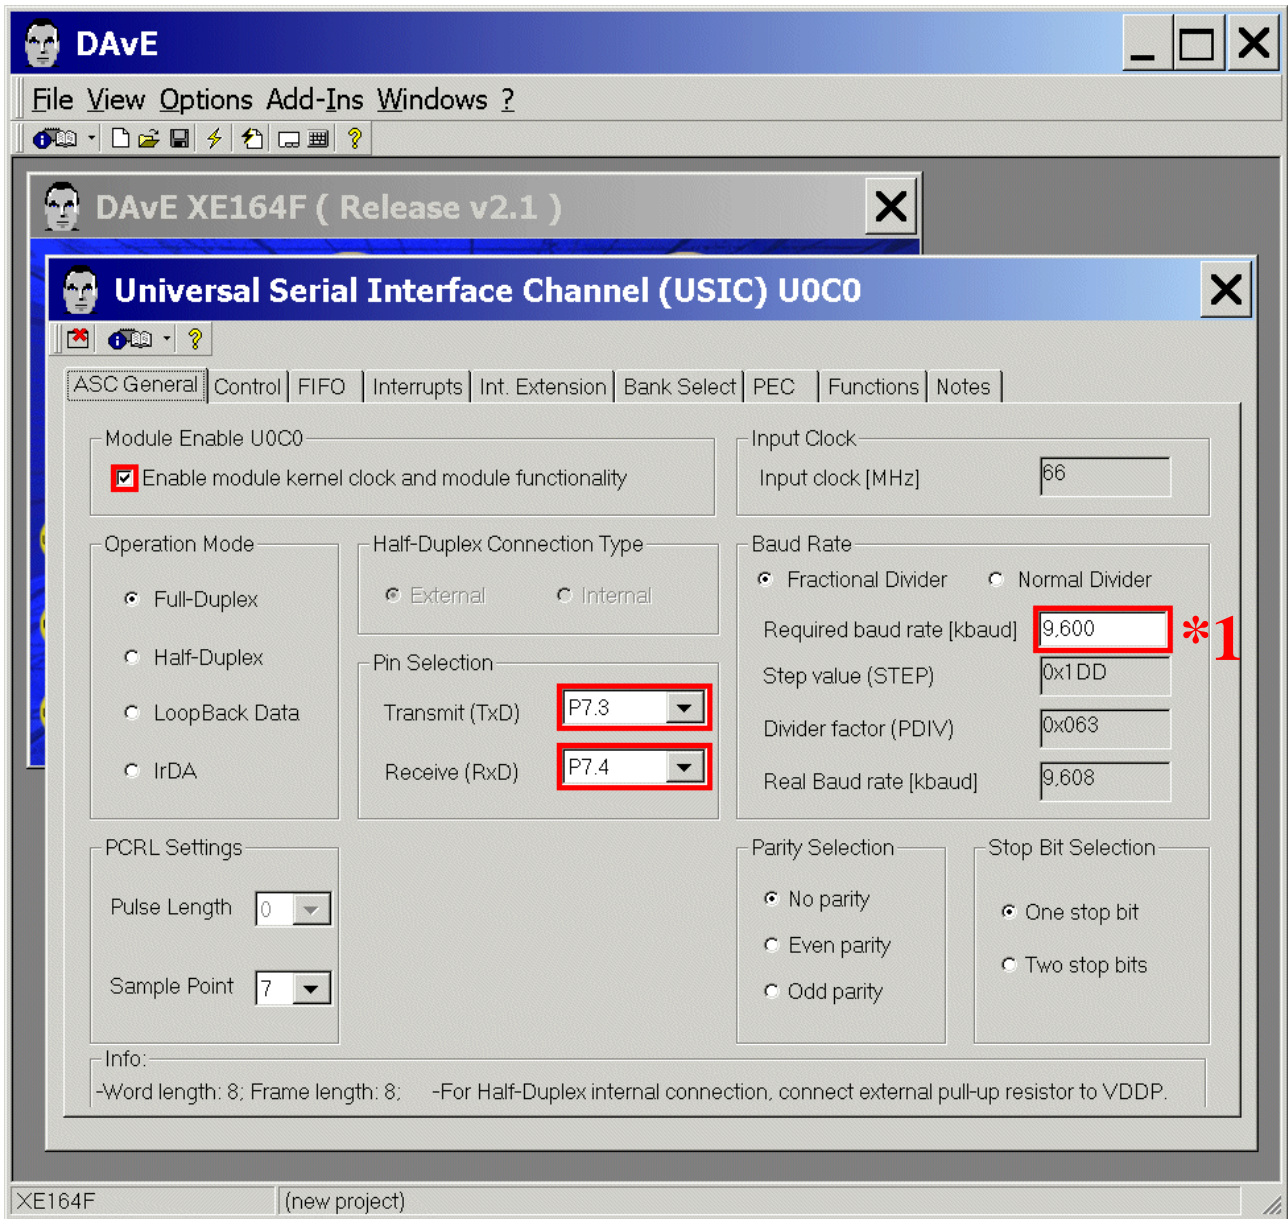 DAvE
File View Options Add-Ins Windows ?
DAvE XE164F ( Release v2.1 )
Universal Serial Interface Channel (USIC) U0C0
ASC General Control FIFO Interrupts Int. Extension Bank Select PEC Functions Notes
Module Enable U0C0
Enable module kernel clock and module functionality
Input Clock
Input clock [MHz] 66
Operation Mode
Full-Duplex
Half-Duplex
LoopBack Data
IrDA
Half-Duplex Connection Type
External Internal
Pin Selection
Transmit (TxD) P7.3
Receive (RxD) P7.4
Baud Rate
Fractional Divider Normal Divider
Required baud rate [kbaud] 9,600 *1
Step value (STEP) 0x1DD
Divider factor (PDIV) 0x063
Real Baud rate [kbaud] 9,608
PCRL Settings
Pulse Length 0
Sample Point 7
Parity Selection
No parity
Even parity
Odd parity
Stop Bit Selection
One stop bit
Two stop bits
Info:
-Word length: 8; Frame length: 8; -For Half-Duplex internal connection, connect external pull-up resistor to VDDP.
XE164F (new project)